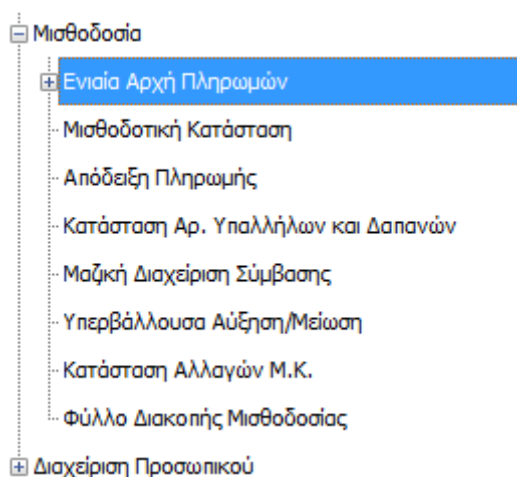 Μισθοδοσία
Ενιαία Αρχή Πληρωμών
Μισθοδοτική Κατάσταση
Απόδειξη Πληρωμής
Κατάσταση Αρ. Υπαλλήλων και Δαπανών
Μαζική Διαχείριση Σύμβασης
Υπερβάλλουσα Αύξηση/Μείωση
Κατάσταση Αλλαγών Μ.Κ.
Φύλλο Διακοπής Μισθοδοσίας
Διαχείριση Προσωπικού